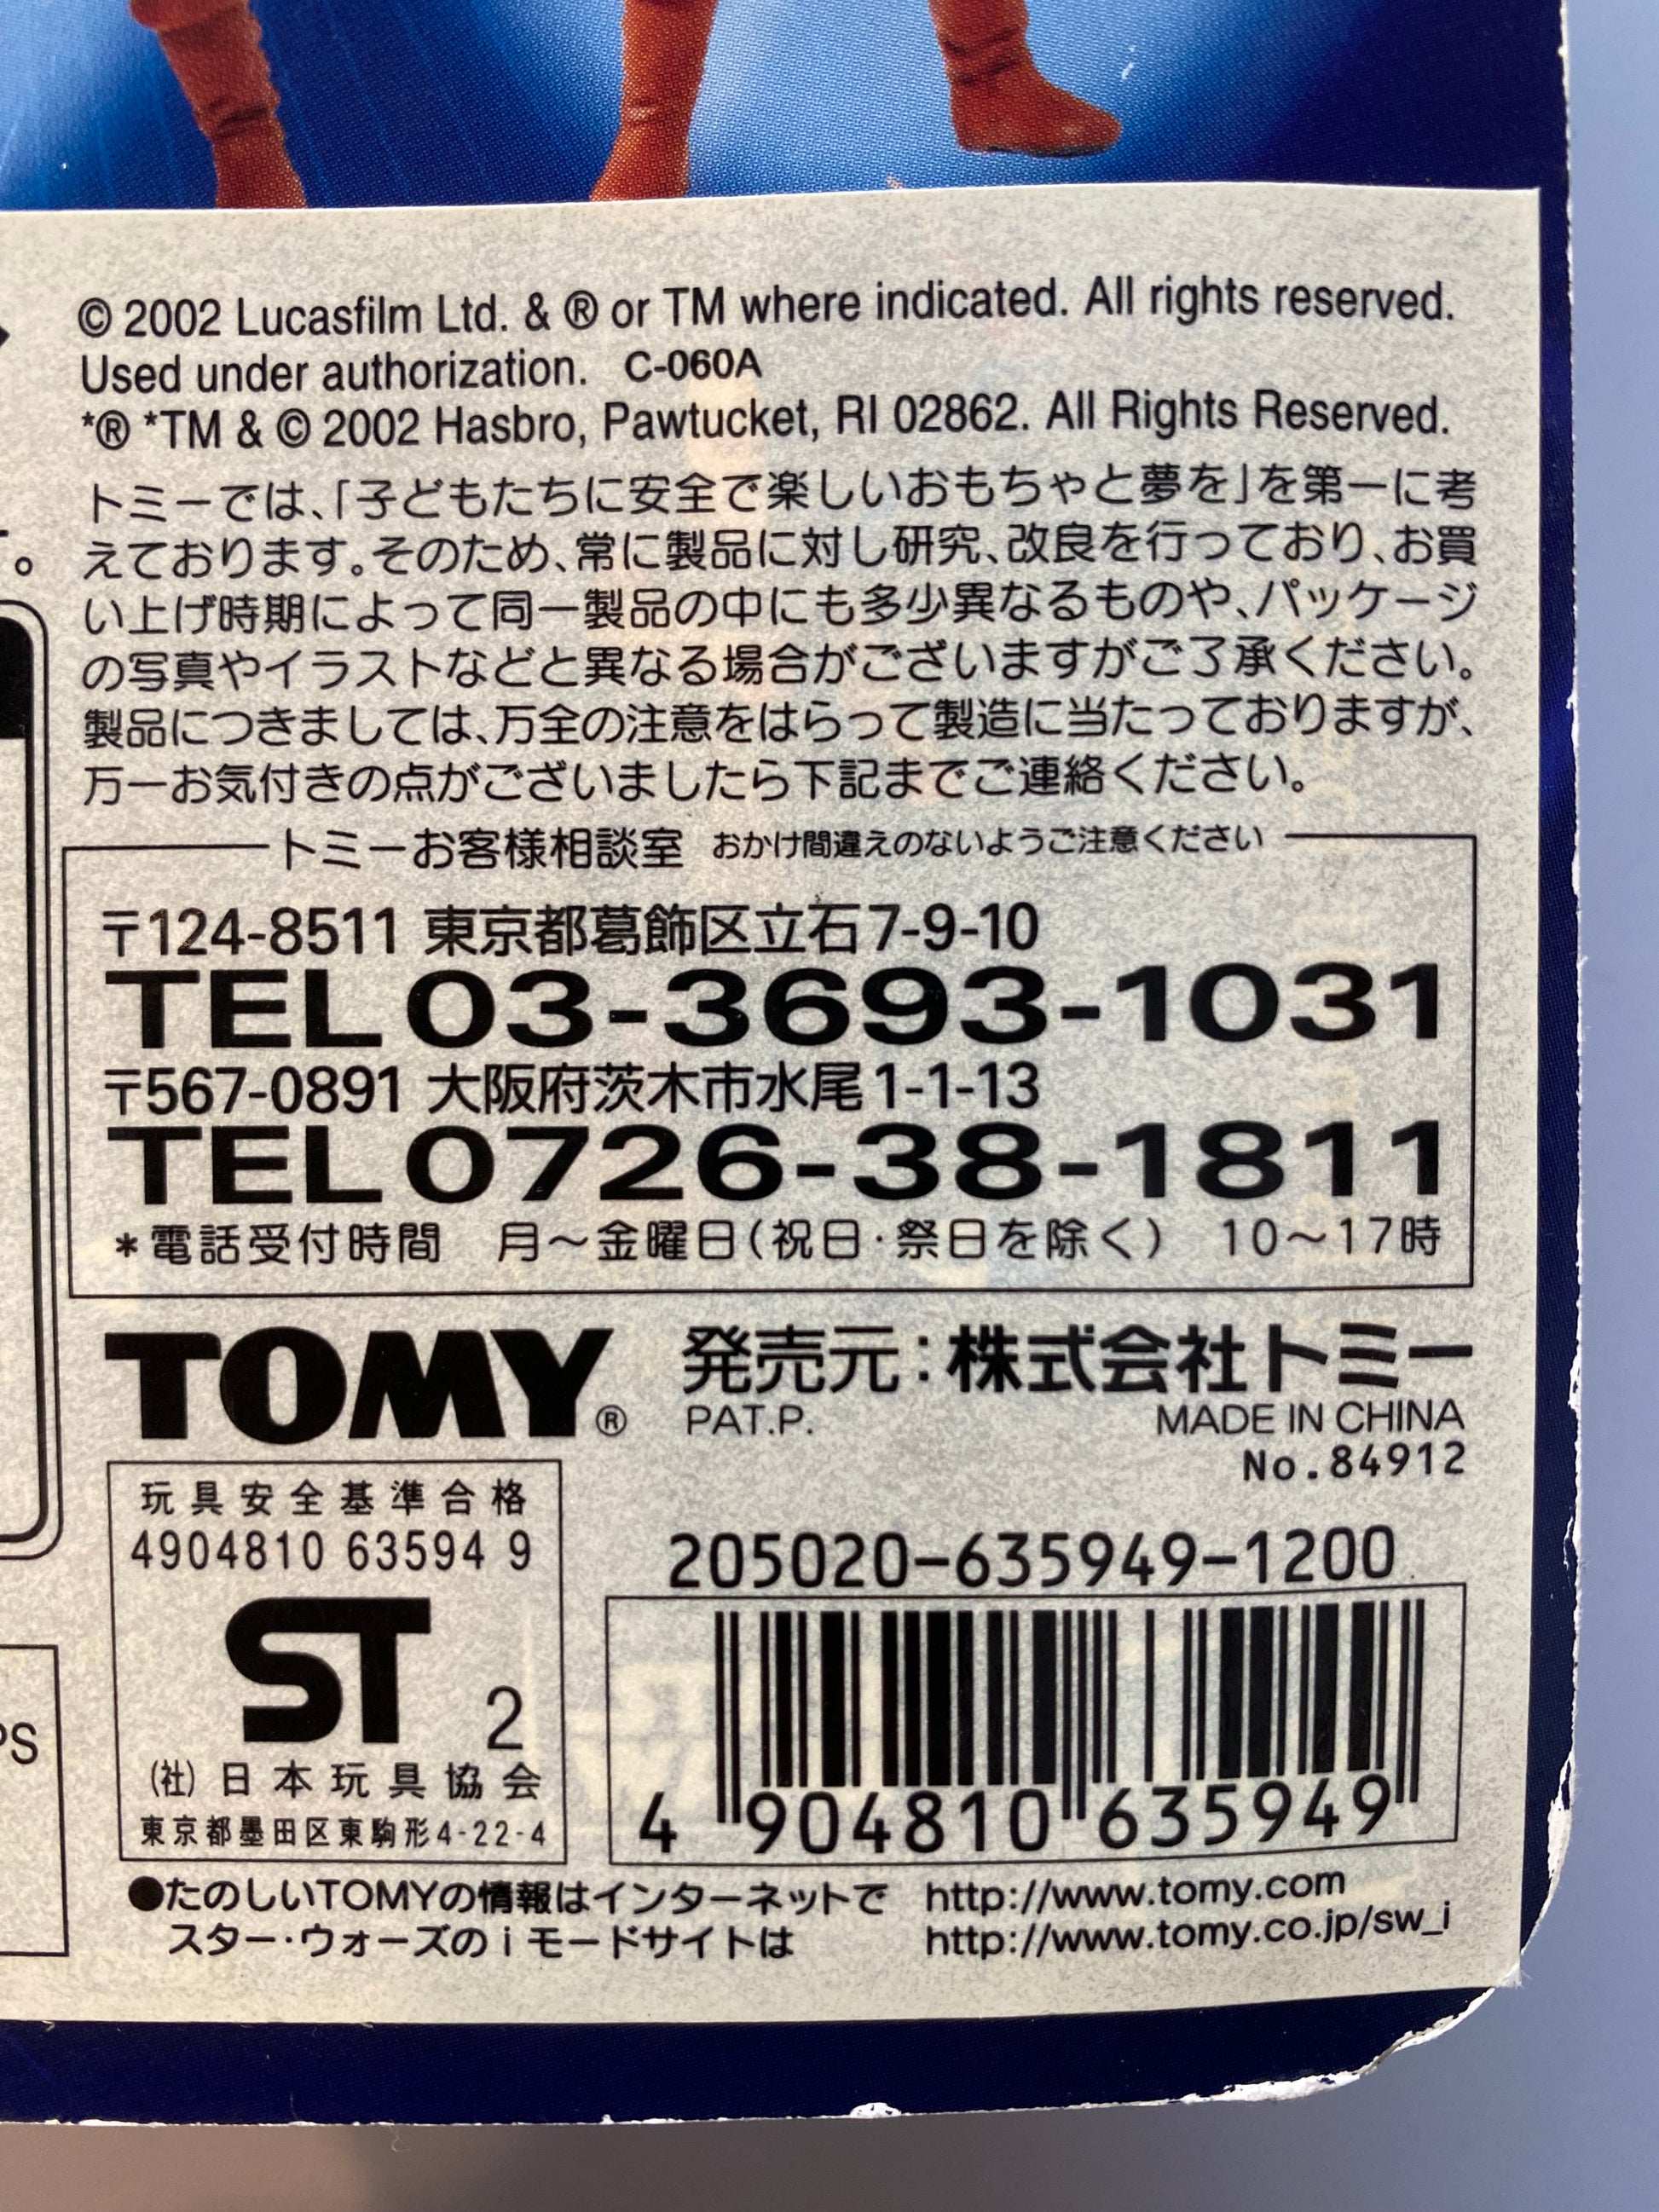 © 2002 Lucasfilm Ltd. & ® or TM where indicated. All rights reserved.
Used under authorization. C-060A
*® *TM & © 2002 Hasbro, Pawtucket, RI 02862. All Rights Reserved.
トミーでは、「子どもたちに安全で楽しいおもちゃと夢を」を第一に考
えております。そのため、常に製品に対し研究、改良を行っており、お買
い上げ時期によって同一製品の中にも多少異なるものや、パッケージ
の写真やイラストなどと異なる場合がございますがご了承ください。
製品につきましては、万全の注意をはらって製造に当たっておりますが、
万一お気付きの点がございましたら下記までご連絡ください。
トミーお客様相談室 おかけ間違えのないようご注意ください
〒124-8511 東京都葛飾区立石7-9-10
TEL 03-3693-1031
〒567-0891 大阪府茨木市水尾1-1-13
TEL 0726-38-1811
*電話受付時間 月～金曜日(祝日·祭日を除く) 10～17時
TOMY® 発売元:株式会社トミー
PAT.P. MADE IN CHINA
No.84912
玩具安全基準合格
4904810 63594 9
ST 2
(社)日本玩具協会
東京都墨田区東駒形4-22-4
205020-635949-1200
4 904810 635949
●たのしいTOMYの情報はインターネットで http://www.tomy.com
スター·ウォーズのiモードサイトは http://www.tomy.co.jp/sw_i
。
PS